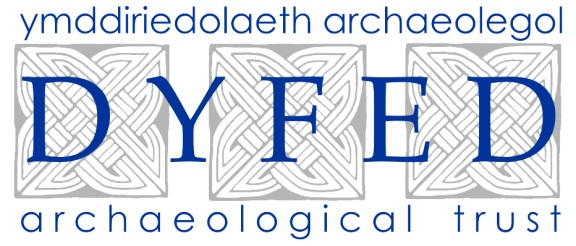 ymddiriedolaeth archaeolegol
DYFED
archaeological trust